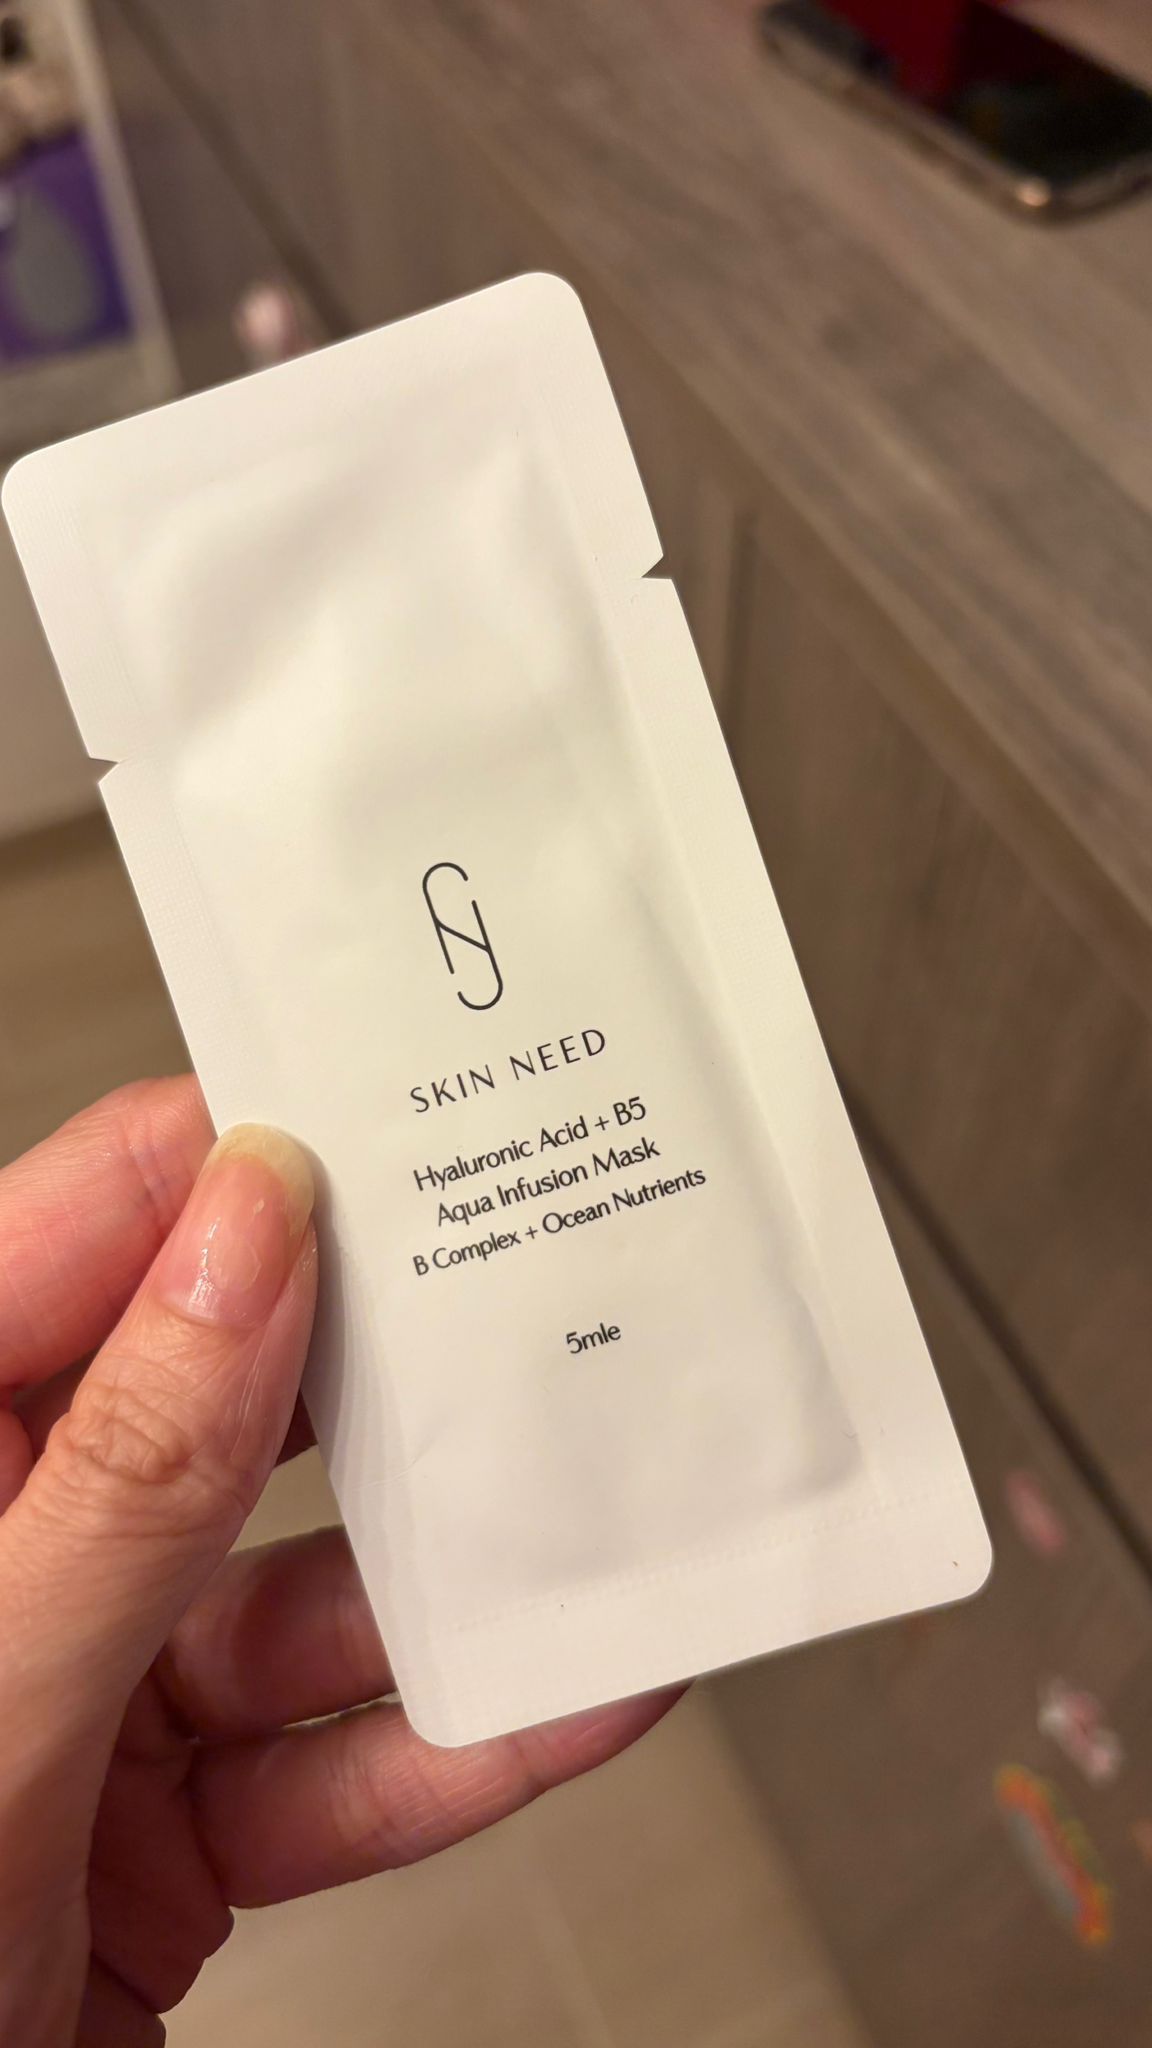 SKIN NEED
Hyaluronic Acid + B5
Aqua Infusion Mask
B Complex + Ocean Nutrients
5mle